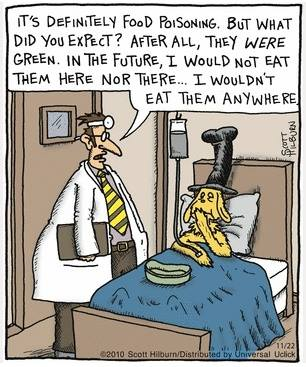 IT'S DEFINITELY FOOD POISONING. BUT WHAT
DID YOU EXPECT? AFTER ALL, THEY WERE
GREEN. IN THE FUTURE, I WOULD NOT EAT
THEM HERE NOR THERE... I WOULDN'T
EAT THEM ANYWHERE
SCOTT
HILBURN
11/22
©2010 Scott Hilburn/Distributed by Universal Uclick